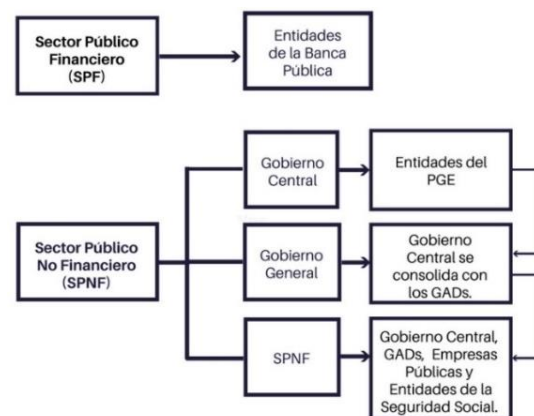 Sector Público
Financiero
(SPF)
Entidades
de la Banca
Pública
Sector Público
No Financiero
(SPNF)
Gobierno
Central
Entidades del
PGE
Gobierno
General
Gobierno
Central se
consolida con
los GADs.
SPNF
Gobierno Central,
GADs, Empresas
Públicas y
Entidades de la
Seguridad Social.